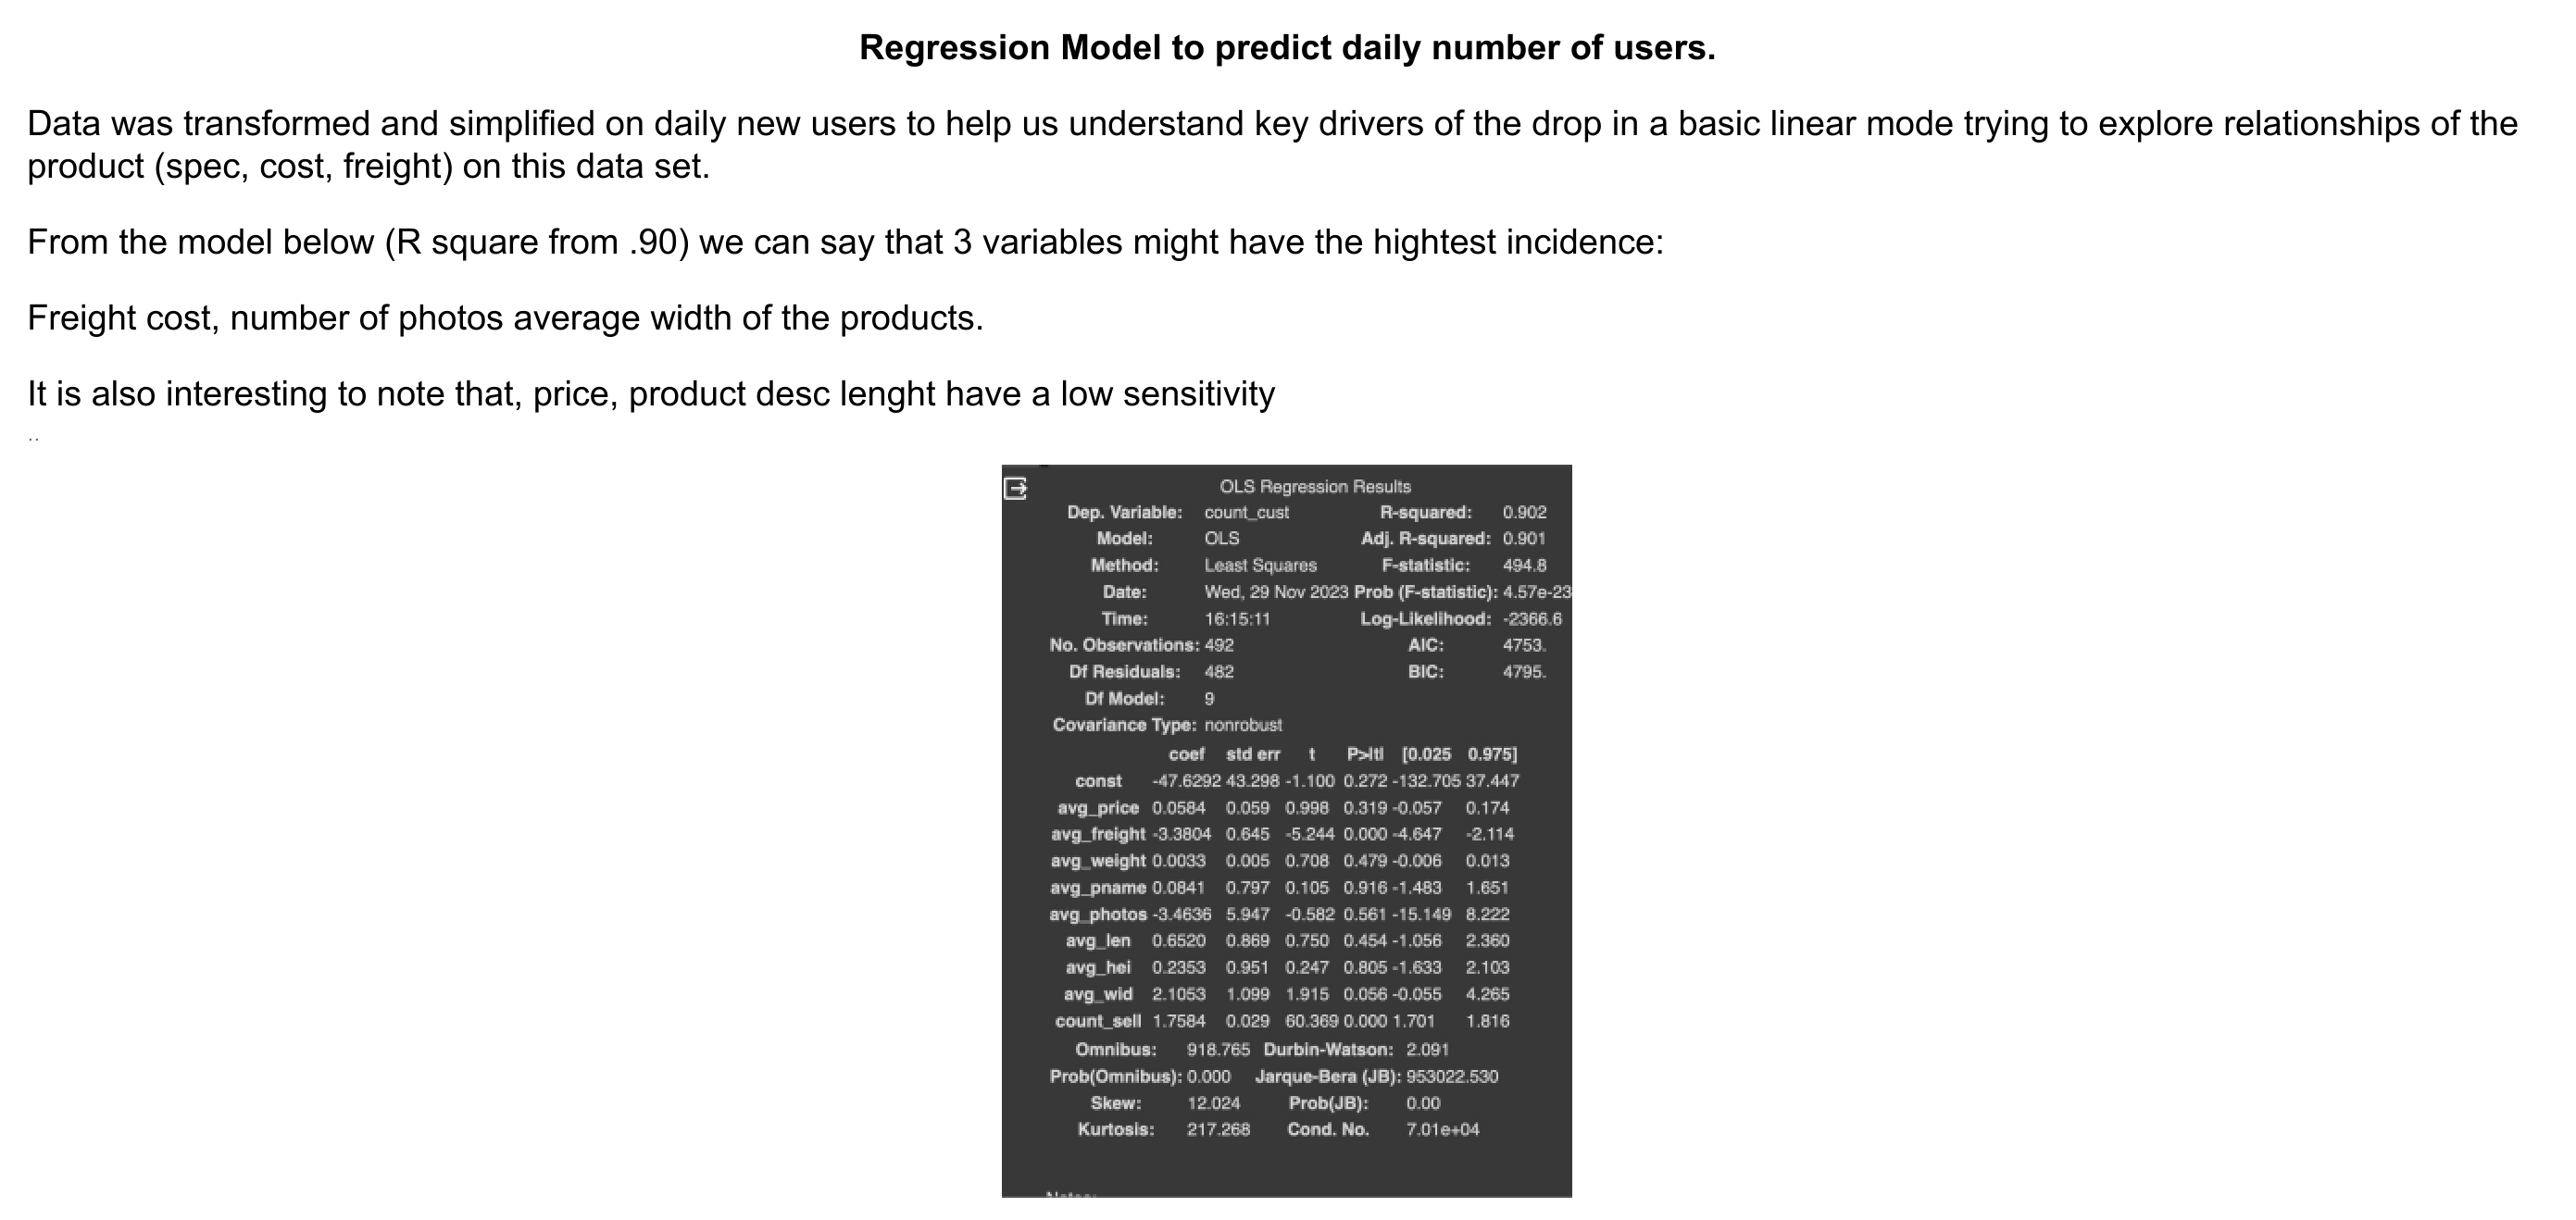 Regression Model to predict daily number of users.
Data was transformed and simplified on daily new users to help us understand key drivers of the drop in a basic linear mode trying to explore relationships of the
product (spec, cost, freight) on this data set.
From the model below (R square from .90) we can say that 3 variables might have the hightest incidence:
Freight cost, number of photos average width of the products.
It is also interesting to note that, price, product desc lenght have a low sensitivity
..
OLS Regression Results
Dep. Variable: count_cust R-squared: 0.902
Model: OLS Adj. R-squared: 0.901
Method: Least Squares F-statistic: 494.8
Date: Wed, 29 Nov 2023 Prob (F-statistic): 4.57e-23
Time: 16:15:11 Log-Likelihood: -2366.6
No. Observations: 492 AIC: 4753.
Df Residuals: 482 BIC: 4795.
Df Model: 9
Covariance Type: nonrobust
coef std err t P>|t| [0.025 0.975]
const -47.6292 43.298 -1.100 0.272 -132.705 37.447
avg_price 0.0584 0.059 0.998 0.319 -0.057 0.174
avg_freight -3.3804 0.645 -5.244 0.000 -4.647 -2.114
avg_weight 0.0033 0.005 0.708 0.479 -0.006 0.013
avg_pname 0.0841 0.797 0.105 0.916 -1.483 1.651
avg_photos -3.4636 5.947 -0.582 0.561 -15.149 8.222
avg_len 0.6520 0.869 0.750 0.454 -1.056 2.360
avg_hei 0.2353 0.951 0.247 0.805 -1.633 2.103
avg_wid 2.1053 1.099 1.915 0.056 -0.055 4.265
count_sell 1.7584 0.029 60.369 0.000 1.701 1.816
Omnibus: 918.765 Durbin-Watson: 2.091
Prob(Omnibus): 0.000 Jarque-Bera (JB): 953022.530
Skew: 12.024 Prob(JB): 0.00
Kurtosis: 217.268 Cond. No. 7.01e+04